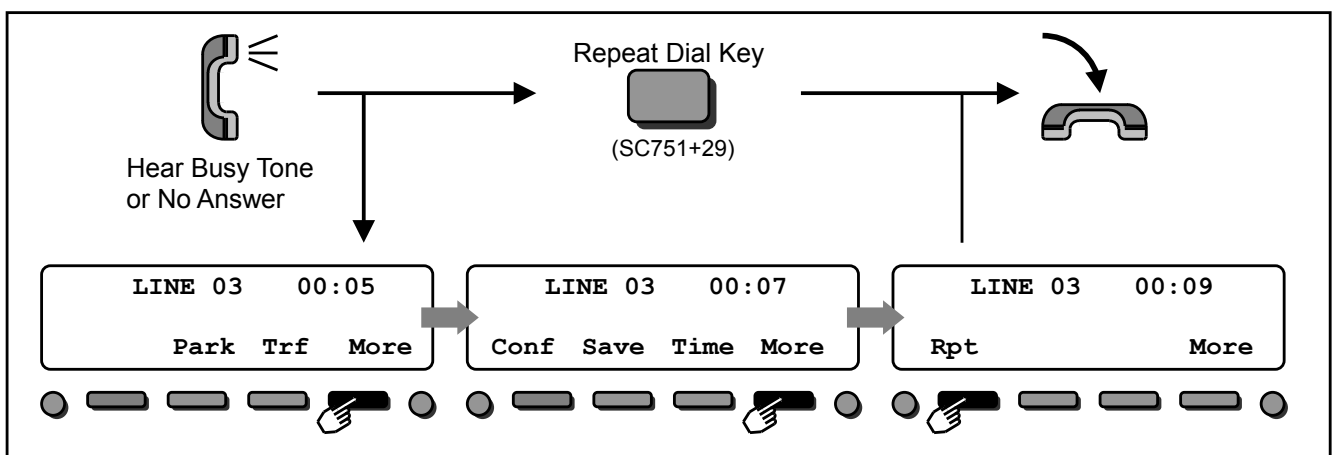 Repeat Dial Key
(SC751+29)
Hear Busy Tone
or No Answer
LINE 03 00:05
Park Trf More
LINE 03 00:07
Conf Save Time More
LINE 03 00:09
Rpt More